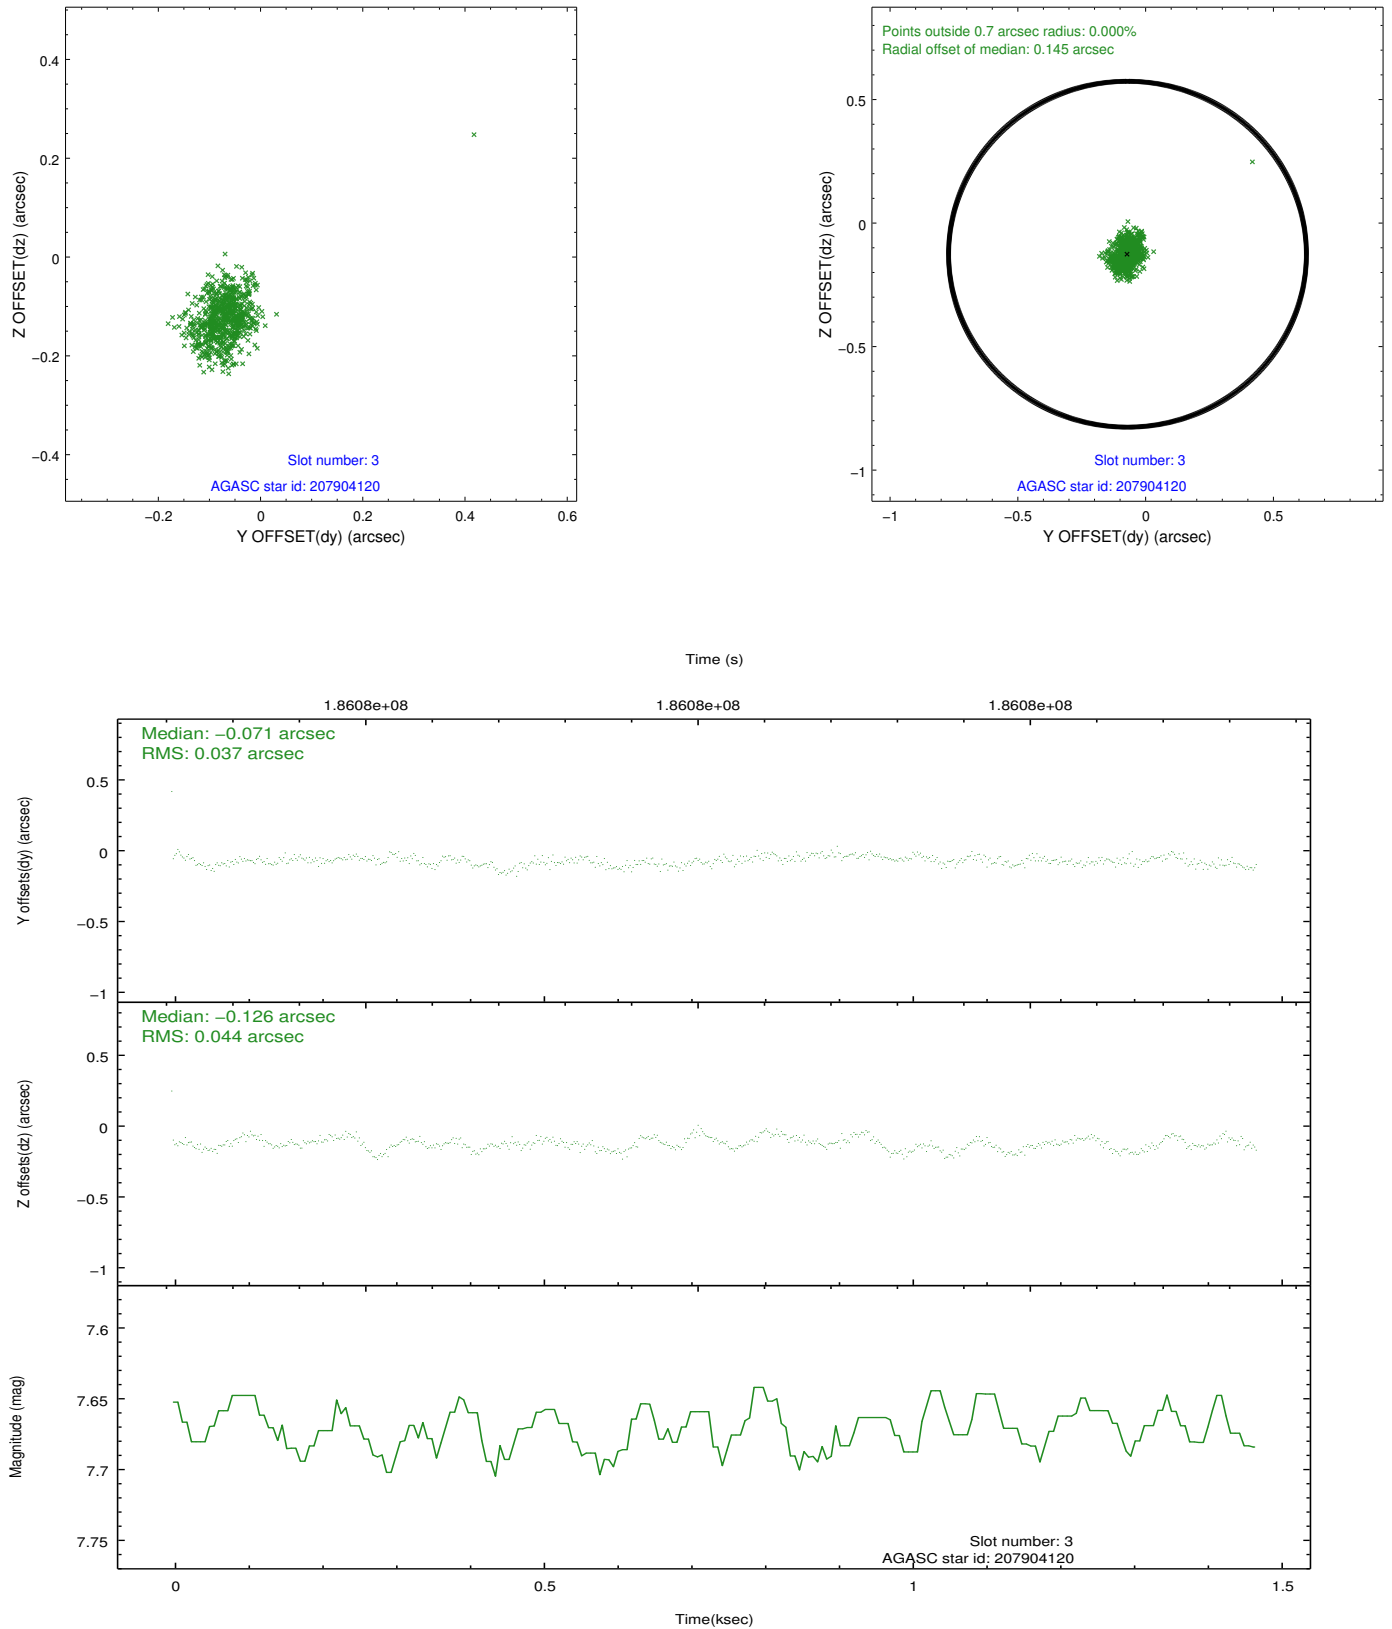 0.4
0.2
0
−0.2
−0.4
Z OFFSET(dz) (arcsec)
Slot number: 3
AGASC star id: 207904120
−0.2 0 0.2 0.4 0.6
Y OFFSET(dy) (arcsec)
Points outside 0.7 arcsec radius: 0.000%
Radial offset of median: 0.145 arcsec
0.5
0
−0.5
−1
Z OFFSET(dz) (arcsec)
Slot number: 3
AGASC star id: 207904120
−1 −0.5 0 0.5
Y OFFSET(dy) (arcsec)
Time (s)
1.8608e+08 1.8608e+08 1.8608e+08
Median: −0.071 arcsec
RMS: 0.037 arcsec
0.5
0
−0.5
−1
Y offsets(dy) (arcsec)
Median: −0.126 arcsec
RMS: 0.044 arcsec
0.5
0
−0.5
−1
Z offsets(dz) (arcsec)
7.6
7.65
7.7
7.75
Magnitude (mag)
Slot number: 3
AGASC star id: 207904120
0 0.5 1 1.5
Time(ksec)